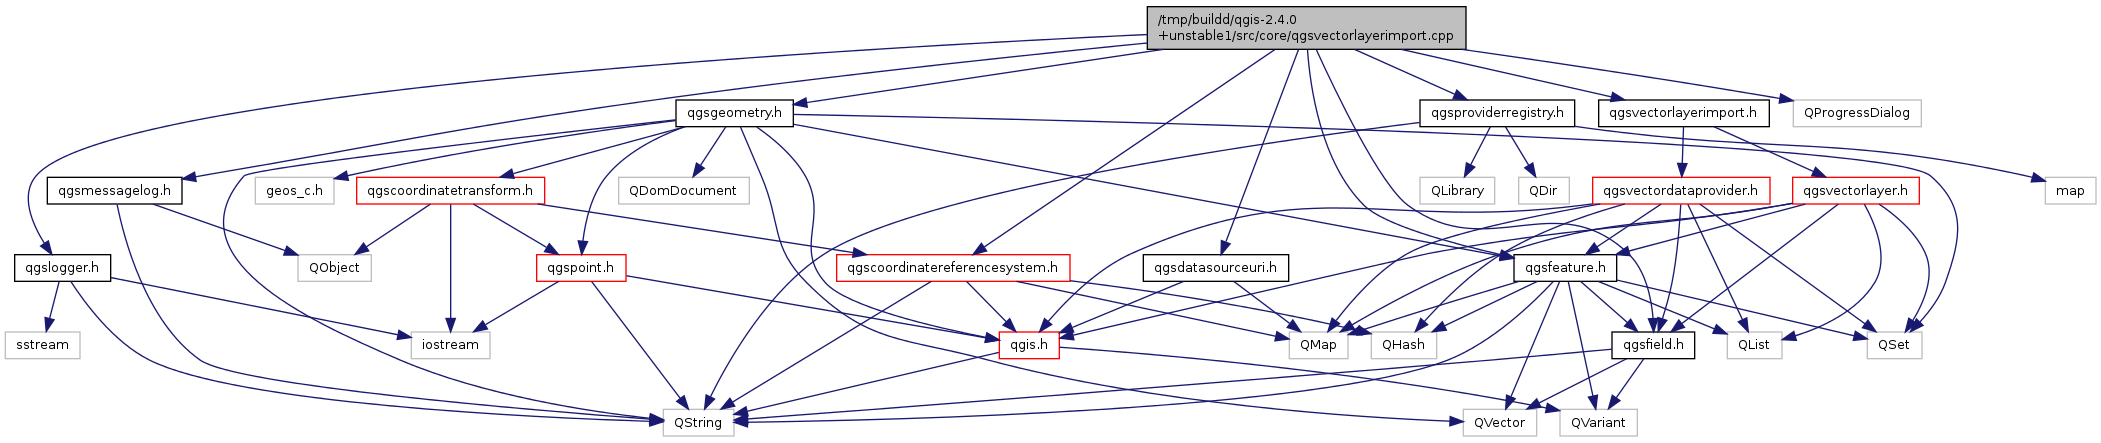 /tmp/buildd/qgis-2.4.0
+unstable1/src/core/qgsvectorlayerimport.cpp
qgsgeometry.h
qgsproviderregistry.h
qgsvectorlayerimport.h
QProgressDialog
qgsmessagelog.h
geos_c.h
qgscoordinatetransform.h
QDomDocument
QLibrary
QDir
qgsvectordataprovider.h
qgsvectorlayer.h
map
qgslogger.h
QObject
qgspoint.h
qgscoordinatereferencesystem.h
qgsdatasourceuri.h
qgsfeature.h
sstream
iostream
qgis.h
QMap
QHash
qgsfield.h
QList
QSet
QString
QVector
QVariant